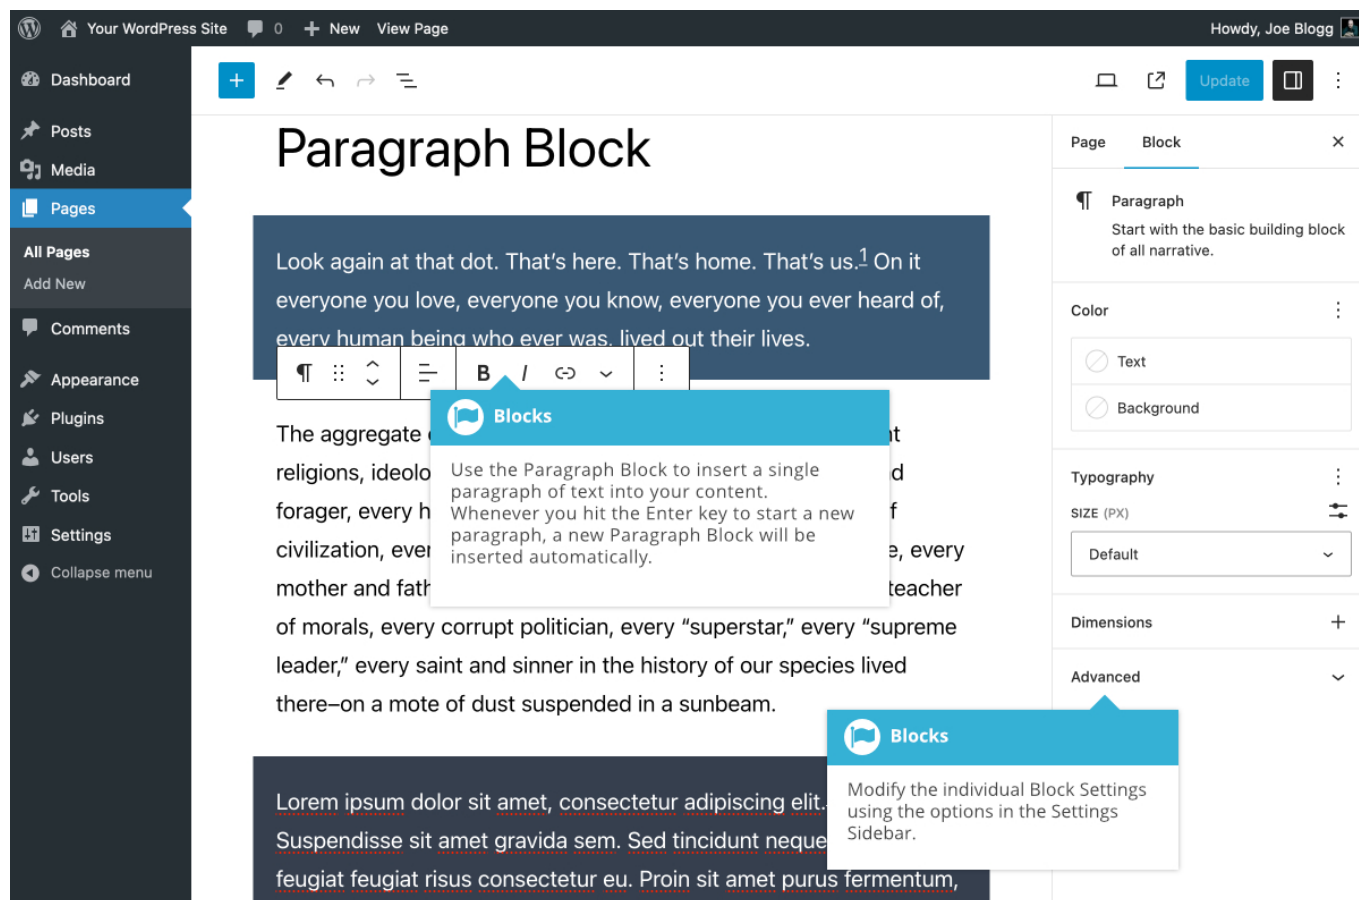 Your WordPress Site
0
New
View Page
Howdy, Joe Blogg
Dashboard
Posts
Media
Pages
All Pages
Add New
Comments
Appearance
Plugins
Users
Tools
Settings
Collapse menu
Update
Paragraph Block
Look again at that dot. That’s here. That’s home. That’s us.1 On it
everyone you love, everyone you know, everyone you ever heard of,
every human being who ever was, lived out their lives.
B I
Blocks
Use the Paragraph Block to insert a single
paragraph of text into your content.
Whenever you hit the Enter key to start a new
paragraph, a new Paragraph Block will be
inserted automatically.
The aggregate
religions,
forager, every
civilization,
, every
mother and
teacher
of morals, every corrupt politician, every “superstar,” every “supreme
leader,” every saint and sinner in the history of our species lived
there–on a mote of dust suspended in a sunbeam.
Lorem ipsum dolor sit amet, consectetur adipiscing elit.
Suspendisse sit amet gravida sem. Sed tincidunt neque
feugiat feugiat risus consectetur eu. Proin sit amet purus fermentum,
Page
Block
Paragraph
Start with the basic building block
of all narrative.
Color
Text
Background
Typography
SIZE (PX)
Default
Dimensions
Advanced
Blocks
Modify the individual Block Settings
using the options in the Settings
Sidebar.